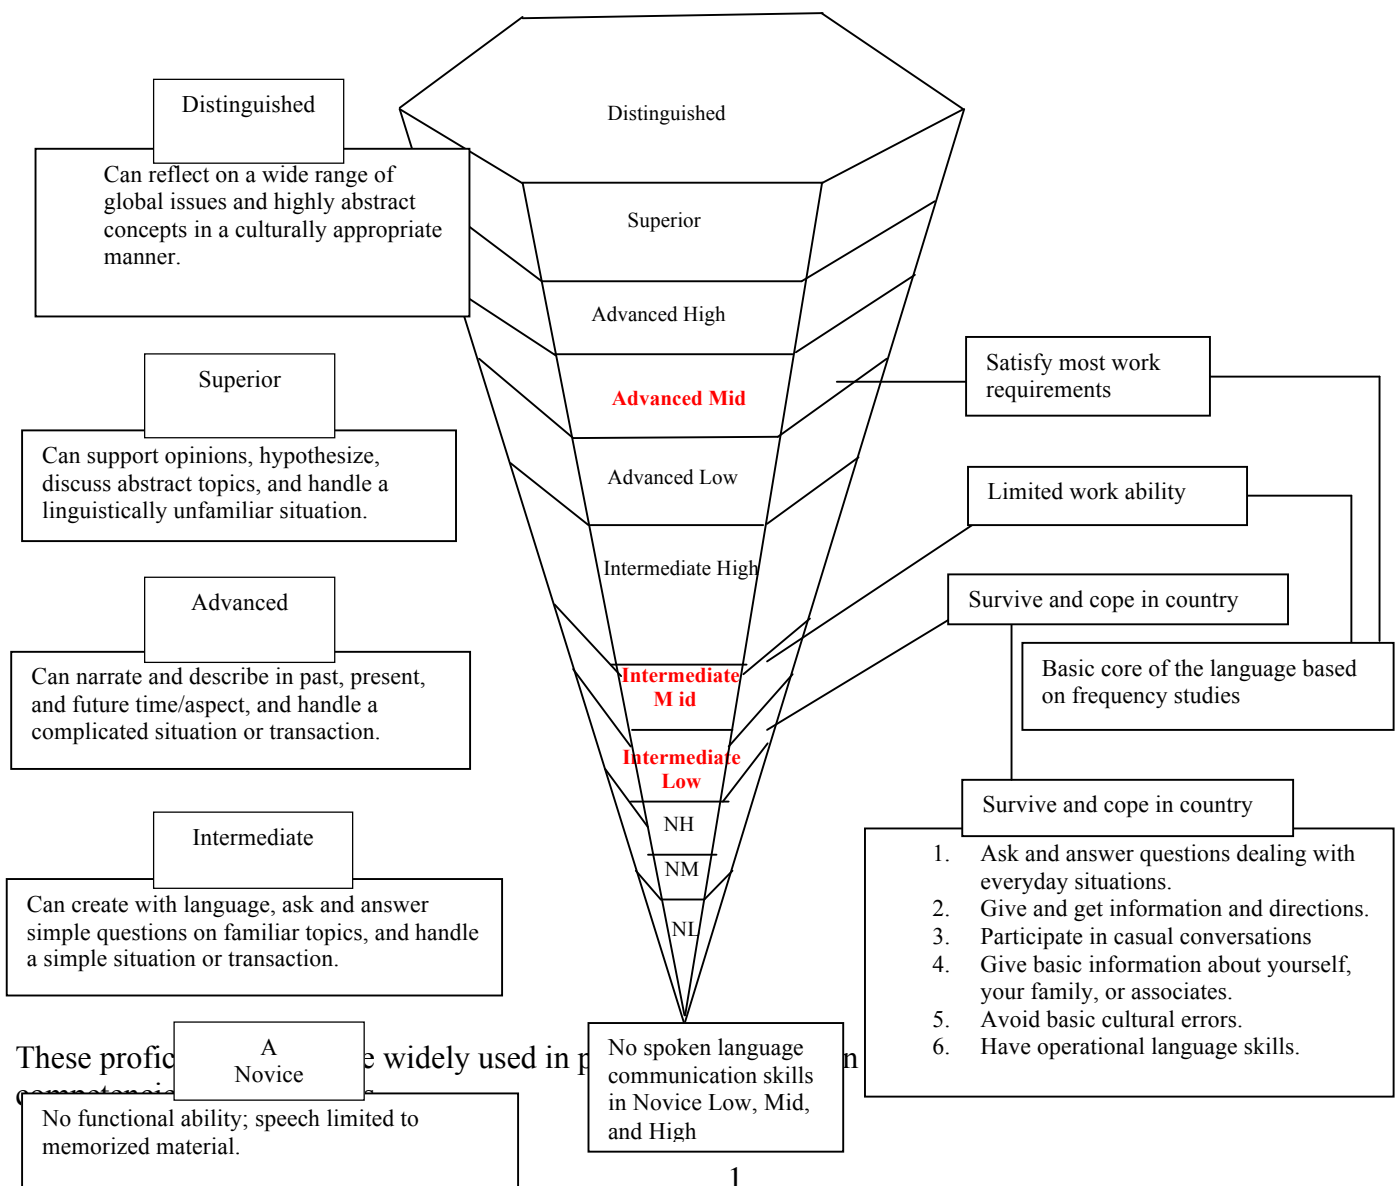 Distinguished
Can reflect on a wide range of
global issues and highly abstract
concepts in a culturally appropriate
manner.
Superior
Can support opinions, hypothesize,
discuss abstract topics, and handle a
linguistically unfamiliar situation.
Advanced
Can narrate and describe in past, present,
and future time/aspect, and handle a
complicated situation or transaction.
Intermediate
Can create with language, ask and answer
simple questions on familiar topics, and handle
a simple situation or transaction.
A
Novice
No functional ability; speech limited to
memorized material.
Distinguished
Superior
Advanced High
Advanced Mid
Advanced Low
Intermediate High
Intermediate
M id
Intermediate
Low
NH
NM
NL
No spoken language
communication skills
in Novice Low, Mid,
and High
Satisfy most work
requirements
Limited work ability
Survive and cope in country
Basic core of the language based
on frequency studies
Survive and cope in country
1. Ask and answer questions dealing with
everyday situations.
2. Give and get information and directions.
3. Participate in casual conversations
4. Give basic information about yourself,
your family, or associates.
5. Avoid basic cultural errors.
6. Have operational language skills.
These widely used in
1